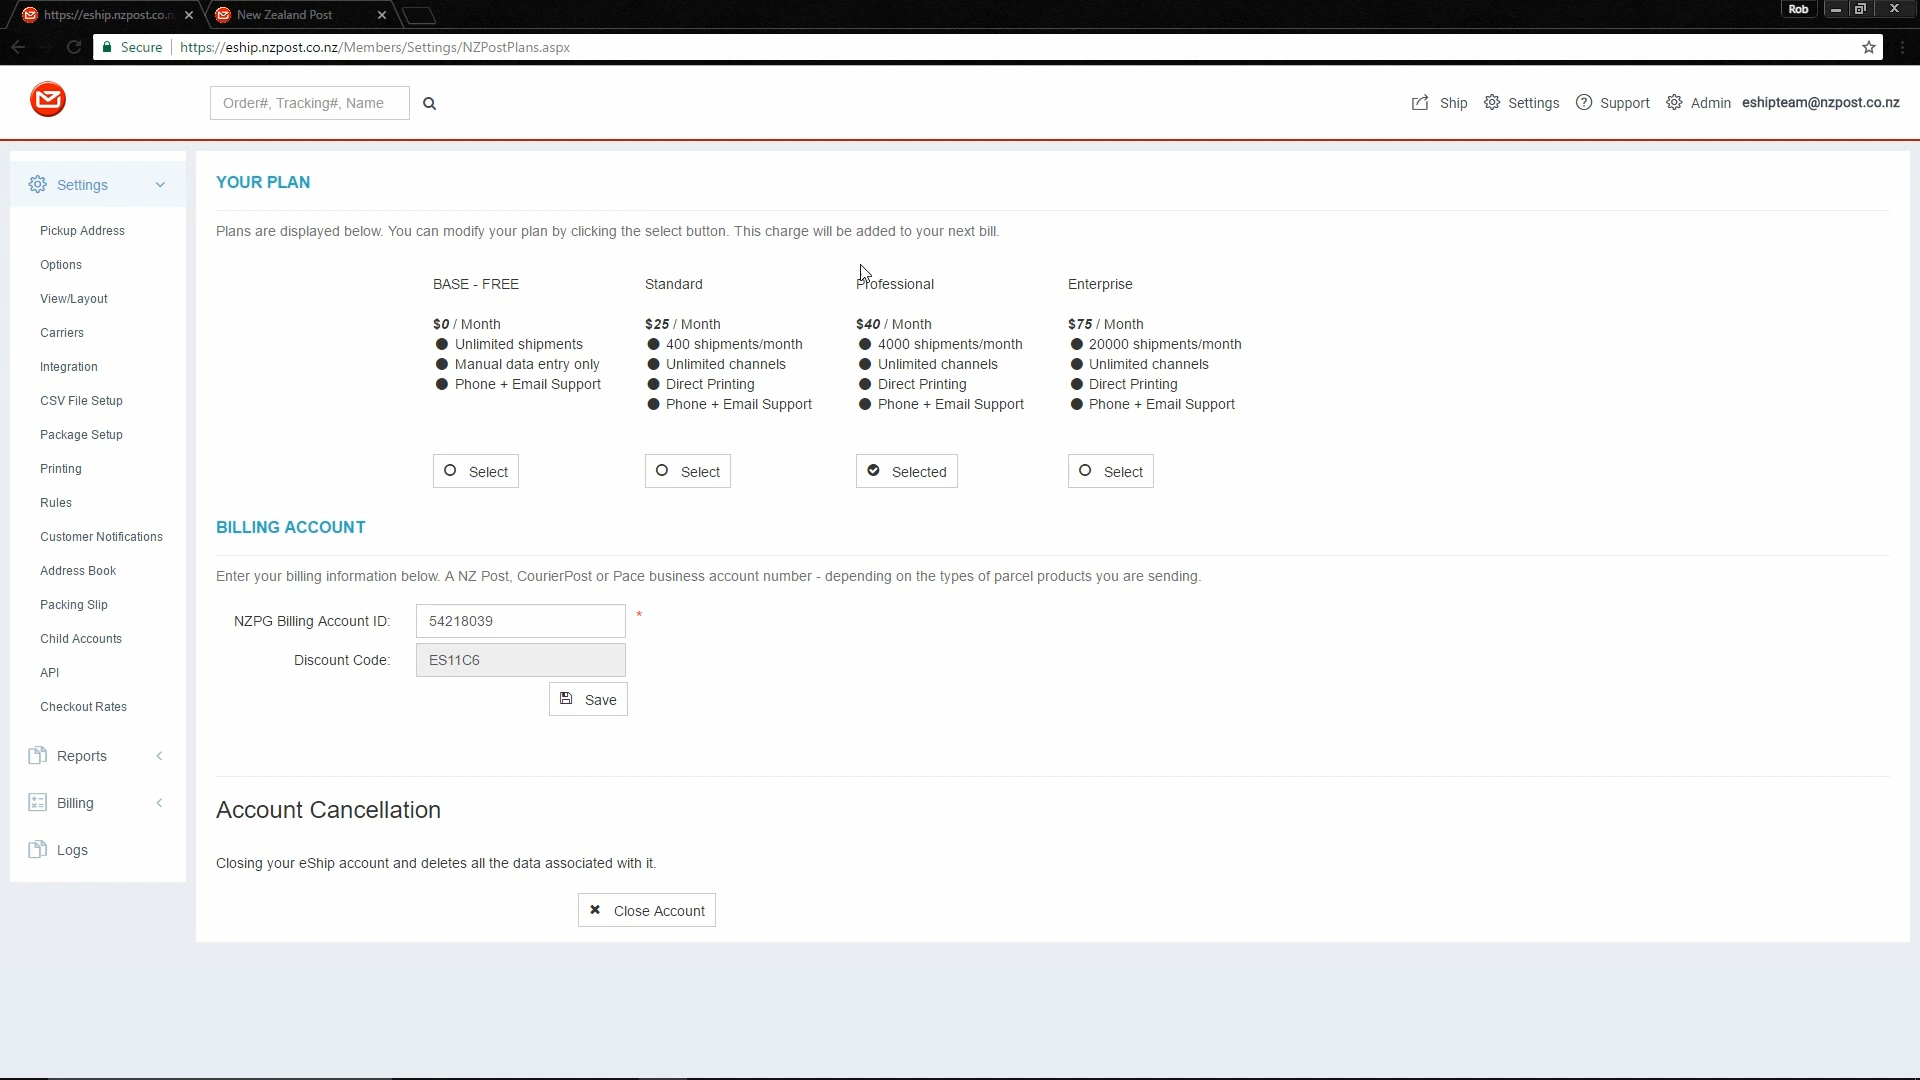 https://eship.nzpost.co.n
New Zealand Post
Rob
Secure
https://eship.nzpost.co.nz/Members/Settings/NZPostPlans.aspx
Order#, Tracking#, Name
Ship
Settings
Support
Admin
eshipteam@nzpost.co.nz
Settings
Pickup Address
Options
View/Layout
Carriers
Integration
CSV File Setup
Package Setup
Printing
Rules
Customer Notifications
Address Book
Packing Slip
Child Accounts
API
Checkout Rates
Reports
Billing
Logs
YOUR PLAN
Plans are displayed below. You can modify your plan by clicking the select button. This charge will be added to your next bill.
BASE - FREE
$0 / Month
Unlimited shipments
Manual data entry only
Phone + Email Support
Select
Standard
$25 / Month
400 shipments/month
Unlimited channels
Direct Printing
Phone + Email Support
Select
Professional
$40 / Month
4000 shipments/month
Unlimited channels
Direct Printing
Phone + Email Support
Selected
Enterprise
$75 / Month
20000 shipments/month
Unlimited channels
Direct Printing
Phone + Email Support
Select
BILLING ACCOUNT
Enter your billing information below. A NZ Post, CourierPost or Pace business account number - depending on the types of parcel products you are sending.
NZPG Billing Account ID: 54218039 *
Discount Code: ES11C6
Save
Account Cancellation
Closing your eShip account and deletes all the data associated with it.
Close Account